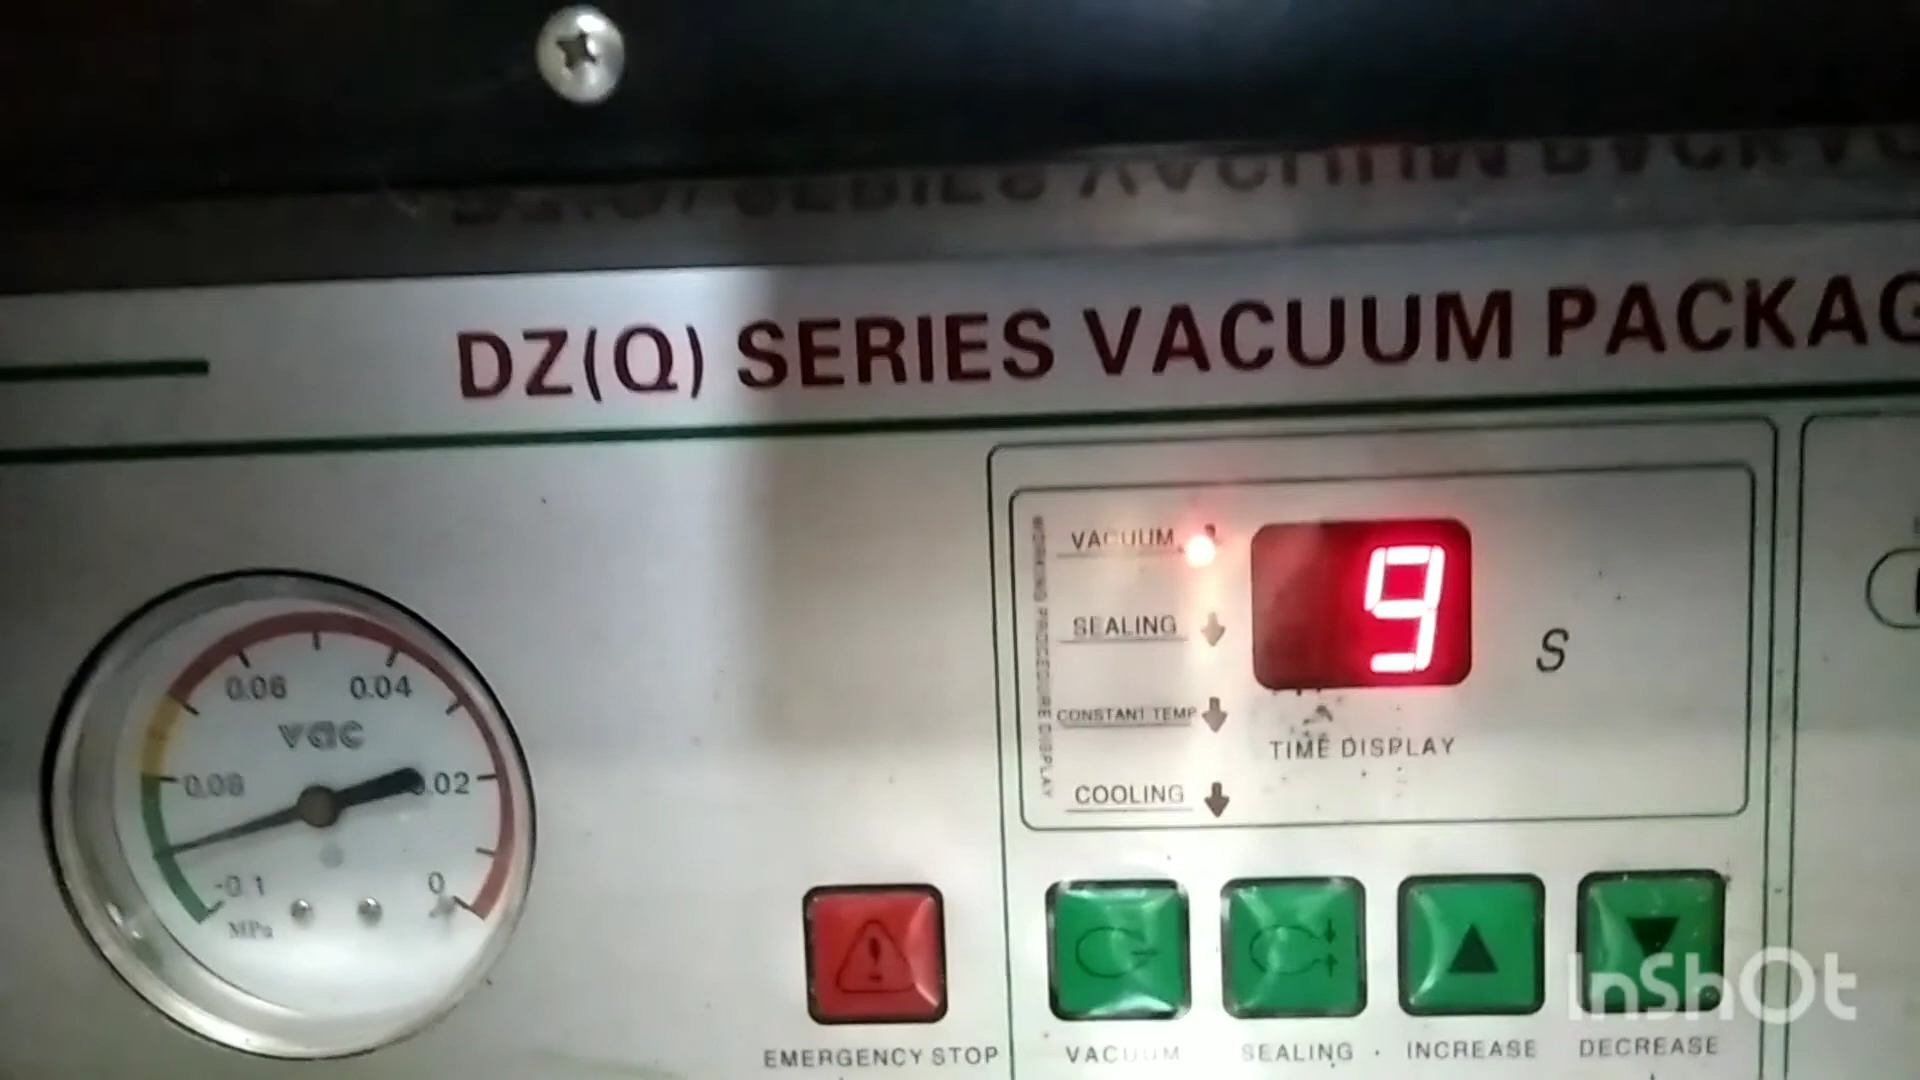 DZ(Q) SERIES VACUUM PACKAG
WORKING PROCEDURE DISPLAY
VACUUM
SEALING
CONSTANT TEMP
COOLING
9
S
TIME DISPLAY
0.06 0.04
vac
0.08 0.02
-0.1 0
MPa
EMERGENCY STOP
VACUUM
SEALING
INCREASE
DECREASE
InShOt